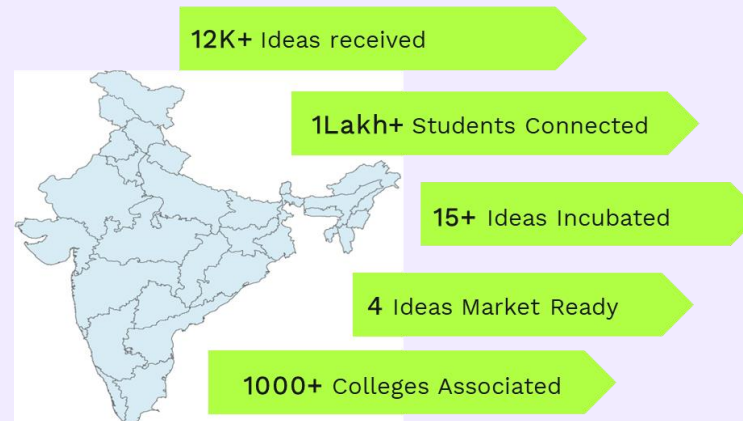 12K+ Ideas received
1Lakh+ Students Connected
15+ Ideas Incubated
4 Ideas Market Ready
1000+ Colleges Associated